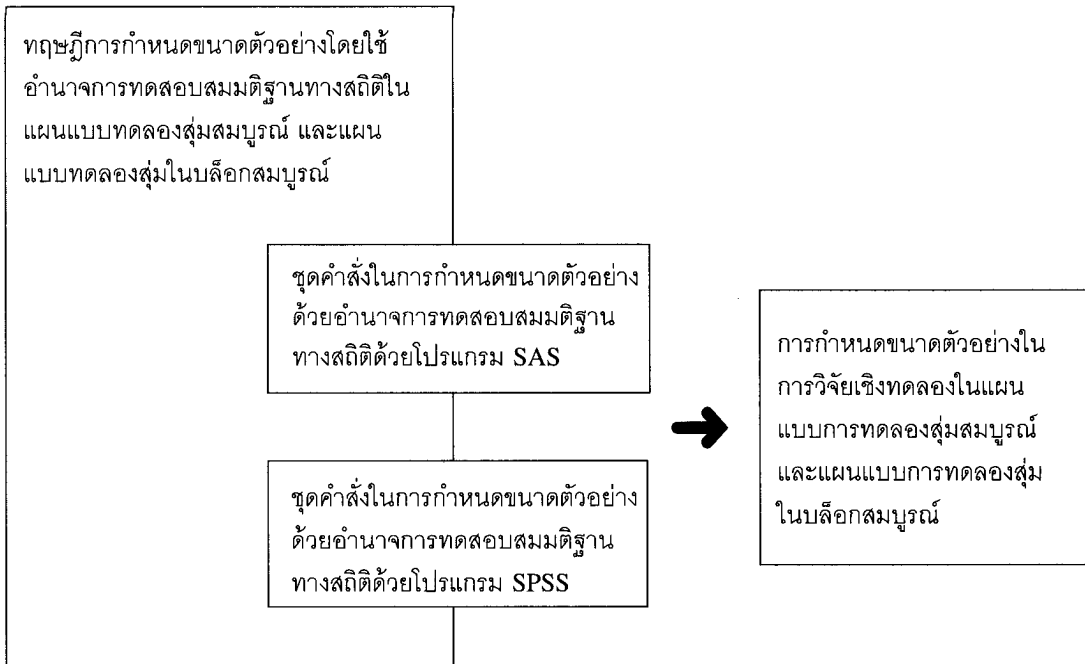 ทฤษฎีการกำหนดขนาดตัวอย่างโดยใช้
อำนาจการทดสอบสมมติฐานทางสถิติใน
แผนแบบทดลองสุ่มสมบูรณ์ และแผน
แบบทดลองสุ่มในบล็อกสมบูรณ์
ชุดคำสั่งในการกำหนดขนาดตัวอย่าง
ด้วยอำนาจการทดสอบสมมติฐาน
ทางสถิติด้วยโปรแกรม SAS
ชุดคำสั่งในการกำหนดขนาดตัวอย่าง
ด้วยอำนาจการทดสอบสมมติฐาน
ทางสถิติด้วยโปรแกรม SPSS
การกำหนดขนาดตัวอย่างใน
การวิจัยเชิงทดลองในแผน
แบบการทดลองสุ่มสมบูรณ์
และแผนแบบการทดลองสุ่ม
ในบล็อกสมบูรณ์